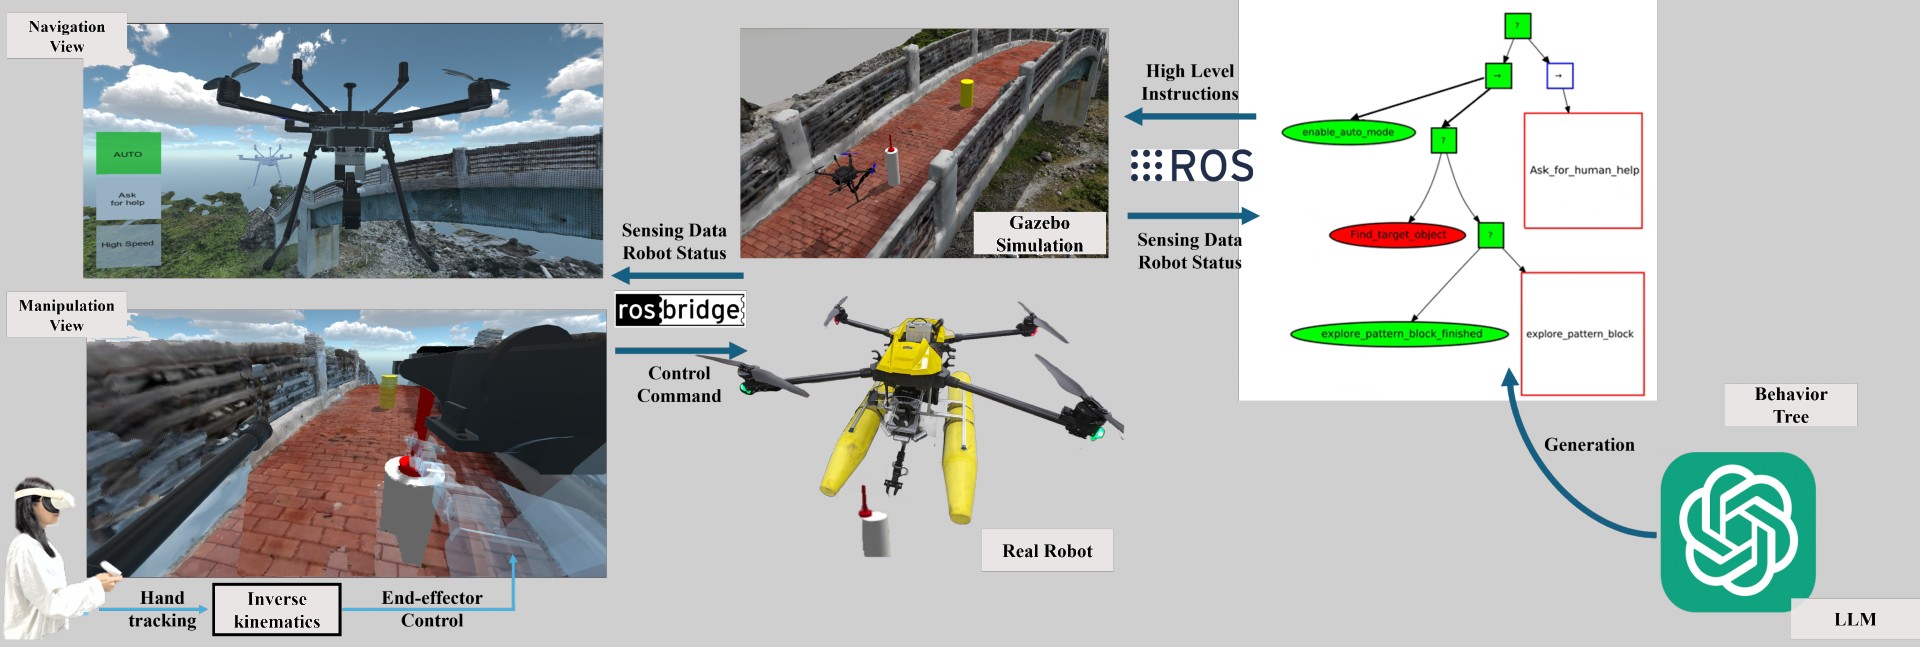 Navigation
View
AUTO
Ask
for help
High Speed
Manipulation
View
Hand
tracking
Inverse
kinematics
End-effector
Control
Sensing Data
Robot Status
rosbridge
Control
Command
Gazebo
Simulation
Real Robot
High Level
Instructions
ROS
Sensing Data
Robot Status
?
→
→
enable_auto_mode
?
Ask_for_human_help
Find_target_object
?
explore_pattern_block_finished
explore_pattern_block
Behavior
Tree
Generation
LLM